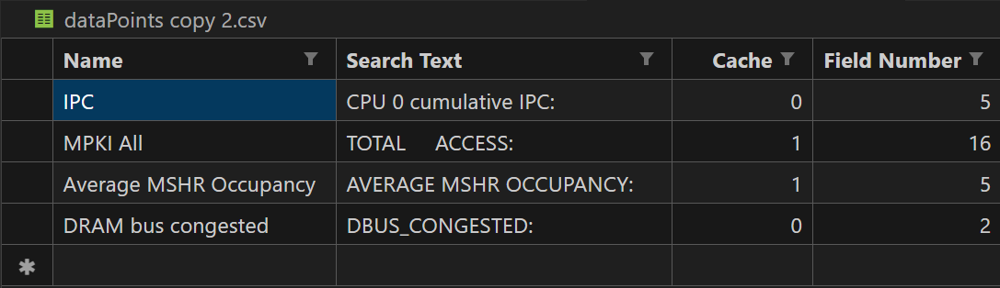 dataPoints copy 2.csv
Name Search Text Cache Field Number
IPC CPU 0 cumulative IPC: 0 5
MPKI All TOTAL     ACCESS: 1 16
Average MSHR Occupancy AVERAGE MSHR OCCUPANCY: 1 5
DRAM bus congested DBUS_CONGESTED: 0 2